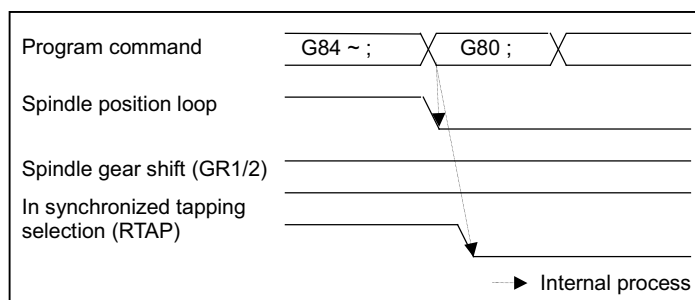 Program command
G84 ~ ;
G80 ;
Spindle position loop
Spindle gear shift (GR1/2)
In synchronized tapping
selection (RTAP)
Internal process